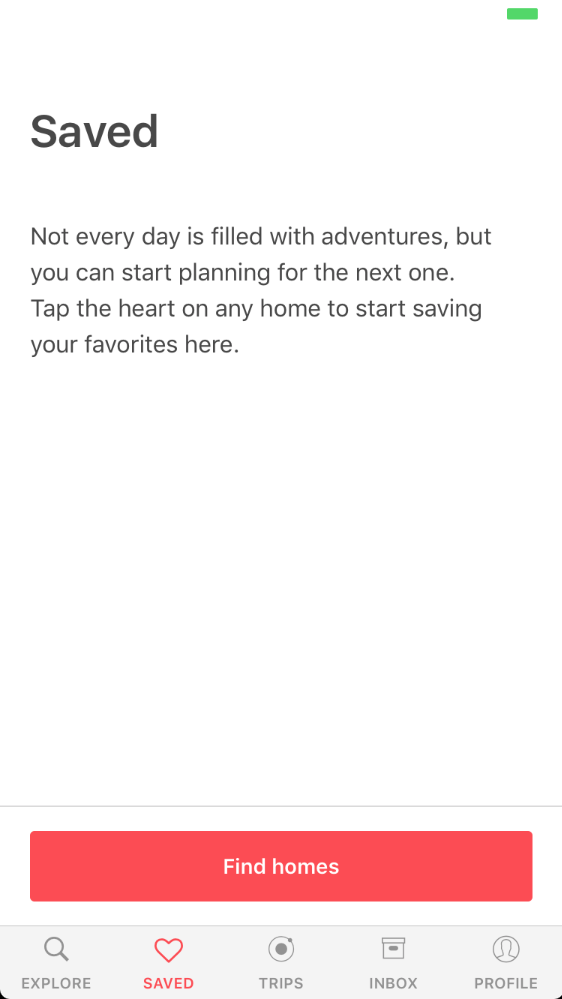 Saved
Not every day is filled with adventures, but
you can start planning for the next one.
Tap the heart on any home to start saving
your favorites here.
Find homes
EXPLORE
SAVED
TRIPS
INBOX
PROFILE